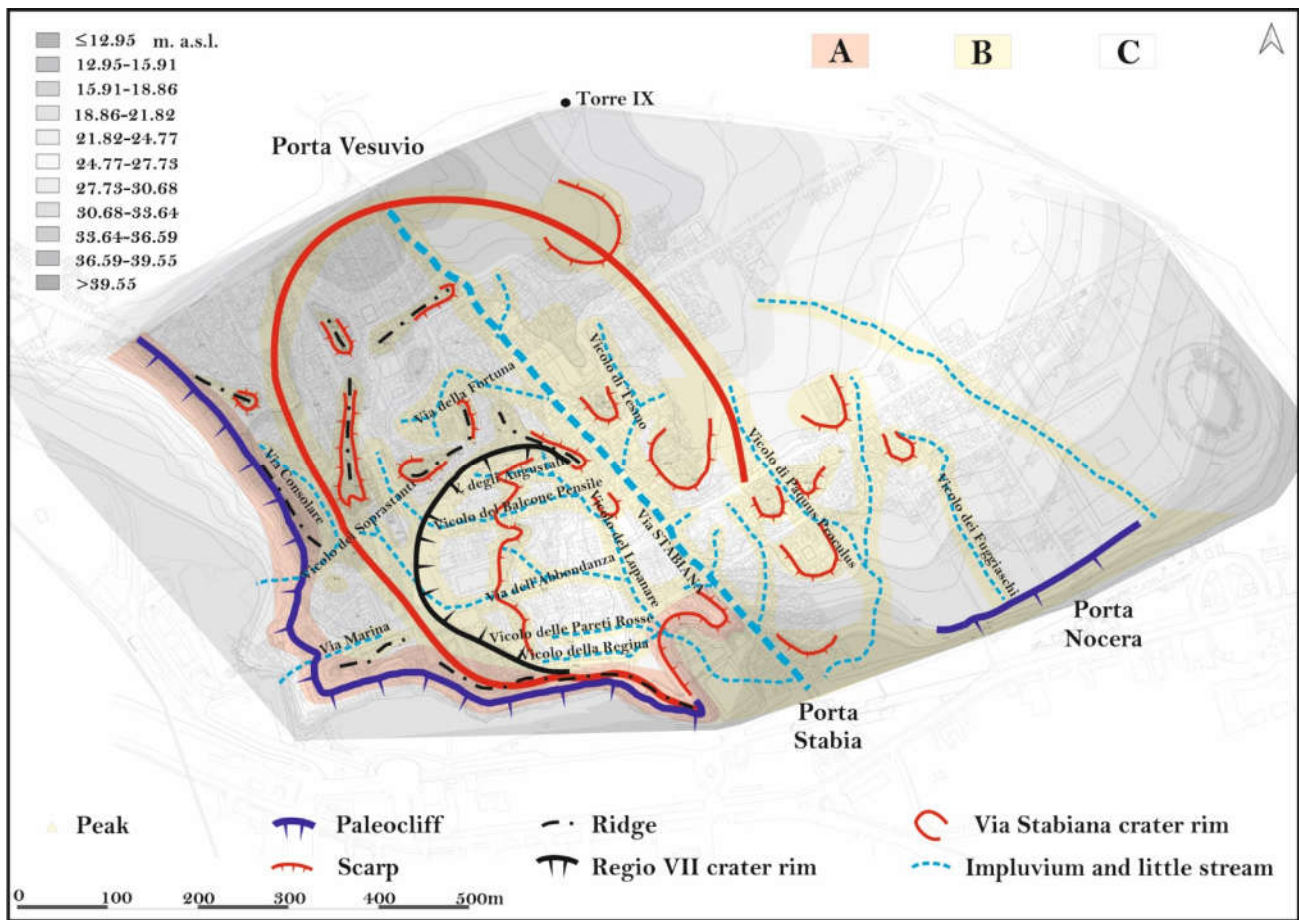 ≤12.95 m. a.s.l.
12.95-15.91
15.91-18.86
18.86-21.82
21.82-24.77
24.77-27.73
27.73-30.68
30.68-33.64
33.64-36.59
36.59-39.55
>39.55
A
B
C
Torre IX
Porta Vesuvio
Via della Fortuna
Vicolo di Tesmo
Via Consolare
Vicolo dei Soprastanti
V. degli Augustali
Vicolo del Balcone Pensile
Vicolo del Lupanare
Via STABIANA
Vicolo di Paquius Proculus
Vicolo dei Fuggiaschi
Via dell'Abbondanza
Via Marina
Vicolo delle Pareti Rosse
Vicolo della Regina
Porta
Nocera
Porta
Stabia
Peak
Paleocliff
Ridge
Via Stabiana crater rim
Scarp
Regio VII crater rim
Impluvium and little stream
0
100
200
300
400
500m